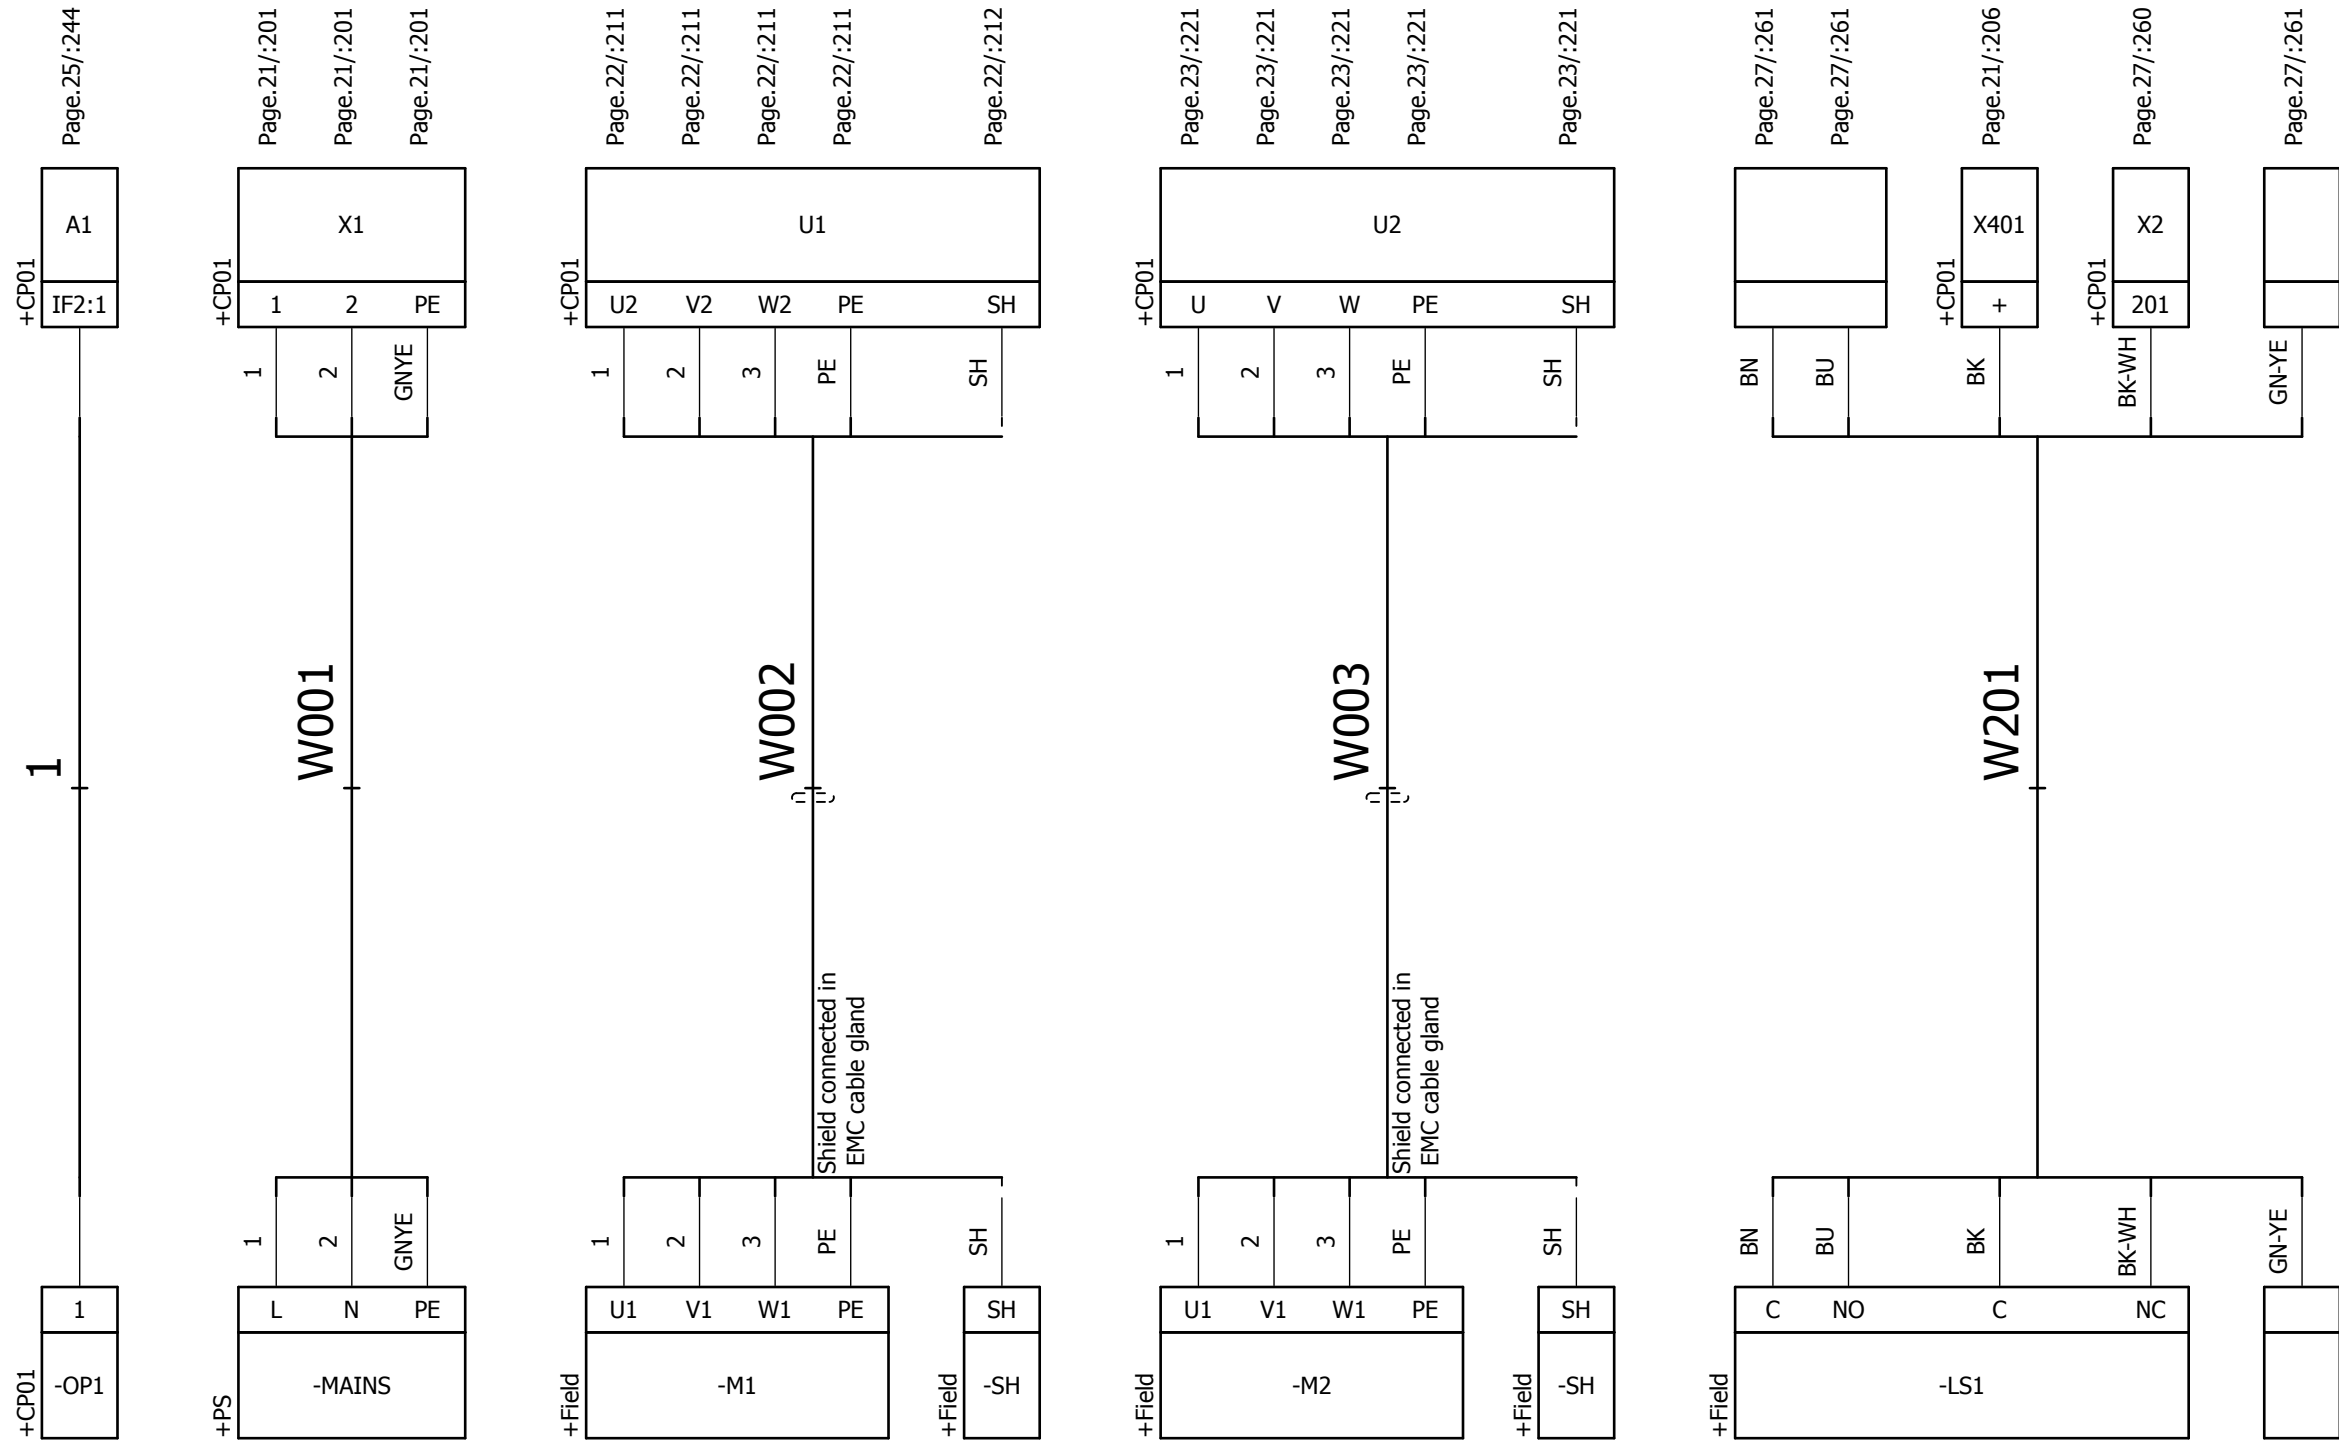 Page.25/:244
Page.21/:201
Page.21/:201
Page.21/:201
Page.22/:211
Page.22/:211
Page.22/:211
Page.22/:211
Page.22/:212
Page.23/:221
Page.23/:221
Page.23/:221
Page.23/:221
Page.23/:221
Page.27/:261
Page.27/:261
Page.21/:206
Page.27/:260
Page.27/:261
+CP01
A1
+CP01
X1
+CP01
U1
+CP01
U2
+CP01
X401
+CP01
X2
IF2:1
1 2 PE
U2 V2 W2 PE SH
U V W PE SH
+
201
1
2
GNYE
1
2
3
PE
SH
1
2
3
PE
SH
BN
BU
BK
BK-WH
GN-YE
1
W001
W002
W003
W201
Shield connected in
EMC cable gland
Shield connected in
EMC cable gland
1
2
GNYE
1
2
3
PE
SH
1
2
3
PE
SH
BN
BU
BK
BK-WH
GN-YE
1
L N PE
U1 V1 W1 PE
SH
U1 V1 W1 PE
SH
C NO C NC
+CP01
-OP1
+PS
-MAINS
+Field
-M1
+Field
-SH
+Field
-M2
+Field
-SH
+Field
-LS1